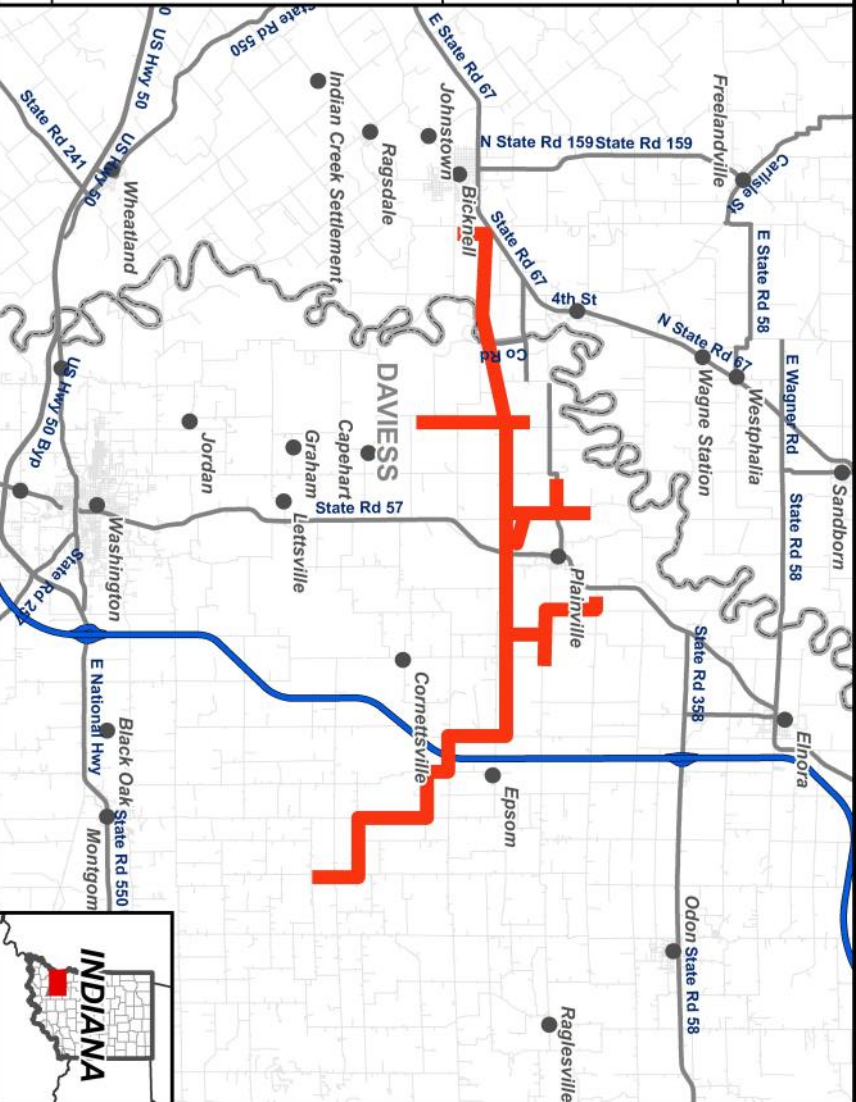 E State Rd 67
State Rd 550
0 US Hwy 50
State Rd 241
US Hwy 50
Wheatland
Indian Creek Settlement
Ragsdale
Johnstown
Bicknell
N State Rd 159
State Rd 159
Freelandville
Carlisle St
E State Rd 58
State Rd 67
4th St
N State Rd 67
Co Rd
Wagne Station
Westphalia
E Wagner Rd
Sandborn
State Rd 58
DAVIESS
US Hwy 50 Byp
Jordan
Graham
Capehart
Lettsville
State Rd 57
Washington
State Rd 257
Plainville
State Rd 358
Elnora
Cornettsville
Epsom
E National Hwy
Black Oak
State Rd 550
Montgom
Odon
State Rd 58
Raglesville
INDIANA